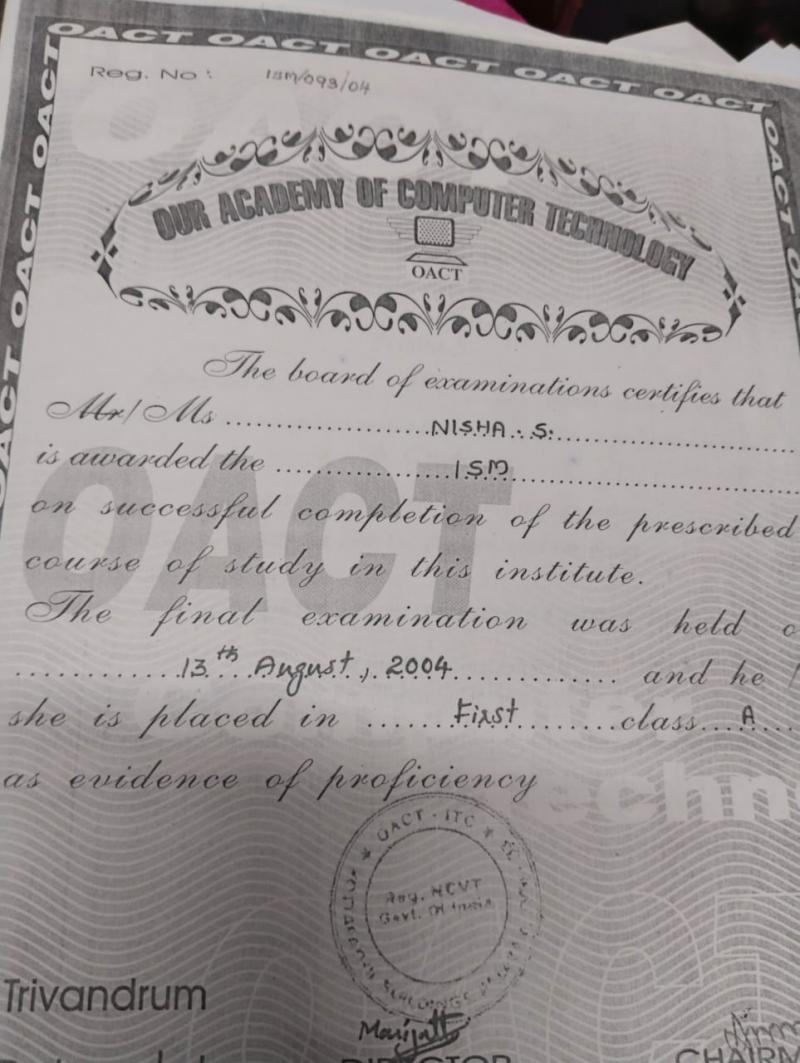 OACT OACT OACT OACT OACT OACT
Reg. No : ISM/093/04
OUR ACADEMY OF COMPUTER TECHNOLOGY
OACT
The board of examinations certifies that
Mr/Ms ................NISHA. S.................
is awarded the ................ISM................
on successful completion of the prescribed
course of study in this institute.
The final examination was held
................13th August, 2004................ and he /
she is placed in ........First........class....A....
as evidence of proficiency
OACT - ITC
Reg. NCVT
Govt. Of India
Trivandrum
DIRECTOR